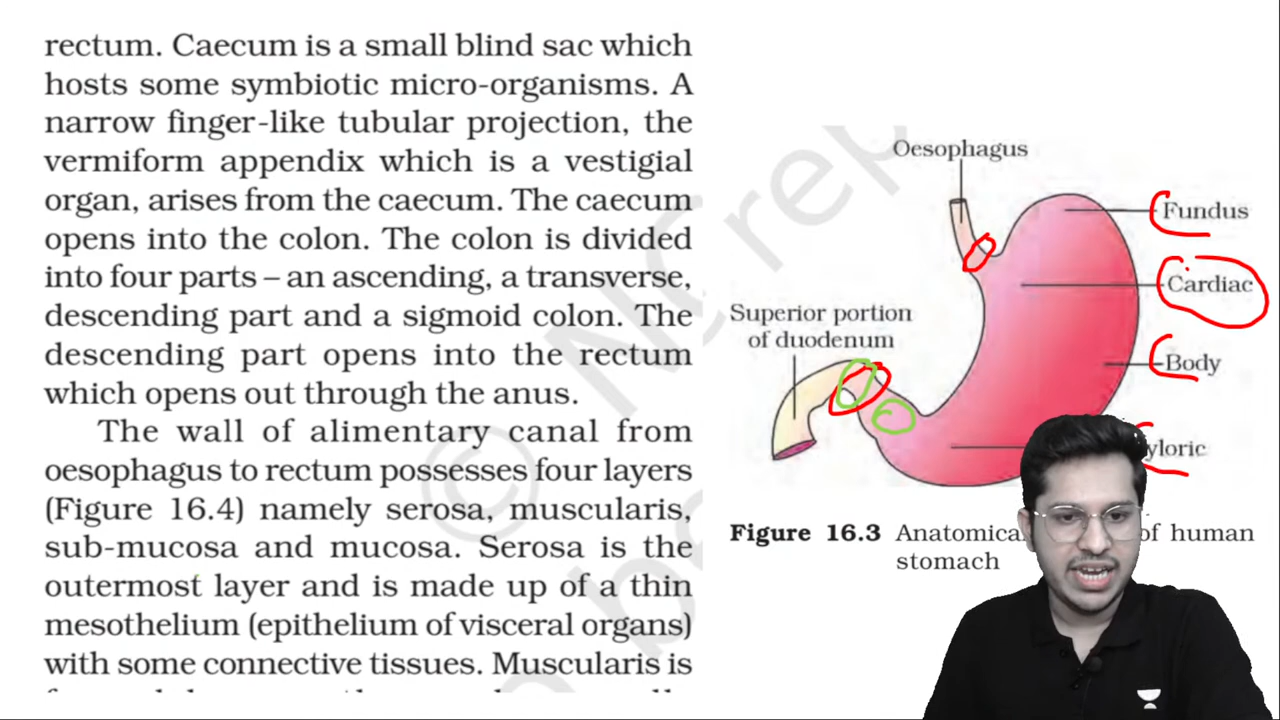 rectum. Caecum is a small blind sac which
hosts some symbiotic micro-organisms. A
narrow finger-like tubular projection, the
vermiform appendix which is a vestigial
organ, arises from the caecum. The caecum
opens into the colon. The colon is divided
into four parts – an ascending, a transverse,
descending part and a sigmoid colon. The
descending part opens into the rectum
which opens out through the anus.
The wall of alimentary canal from
oesophagus to rectum possesses four layers
(Figure 16.4) namely serosa, muscularis,
sub-mucosa and mucosa. Serosa is the
outermost layer and is made up of a thin
mesothelium (epithelium of visceral organs)
with some connective tissues. Muscularis is
Oesophagus
Fundus
Cardiac
Superior portion
of duodenum
Body
yloric
Figure 16.3 Anatomica of human
stomach